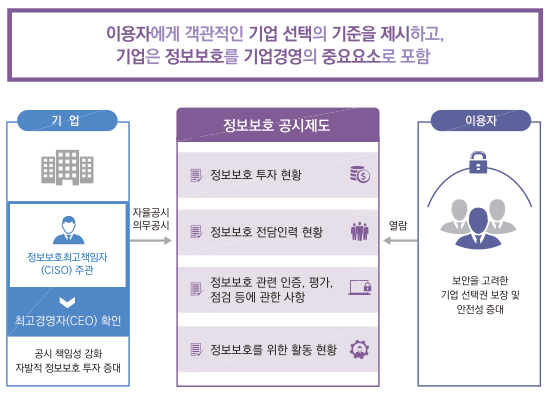 이용자에게 객관적인 기업 선택의 기준을 제시하고,
기업은 정보보호를 기업경영의 중요요소로 포함
기 업
정보보호최고책임자
(CISO) 주관
최고경영자(CEO) 확인
공시 책임성 강화
자발적 정보보호 투자 증대
자율공시
의무공시
정보보호 공시제도
정보보호 투자 현황
정보보호 전담인력 현황
정보보호 관련 인증, 평가,
점검 등에 관한 사항
정보보호를 위한 활동 현황
열람
이용자
보안을 고려한
기업 선택권 보장 및
안전성 증대